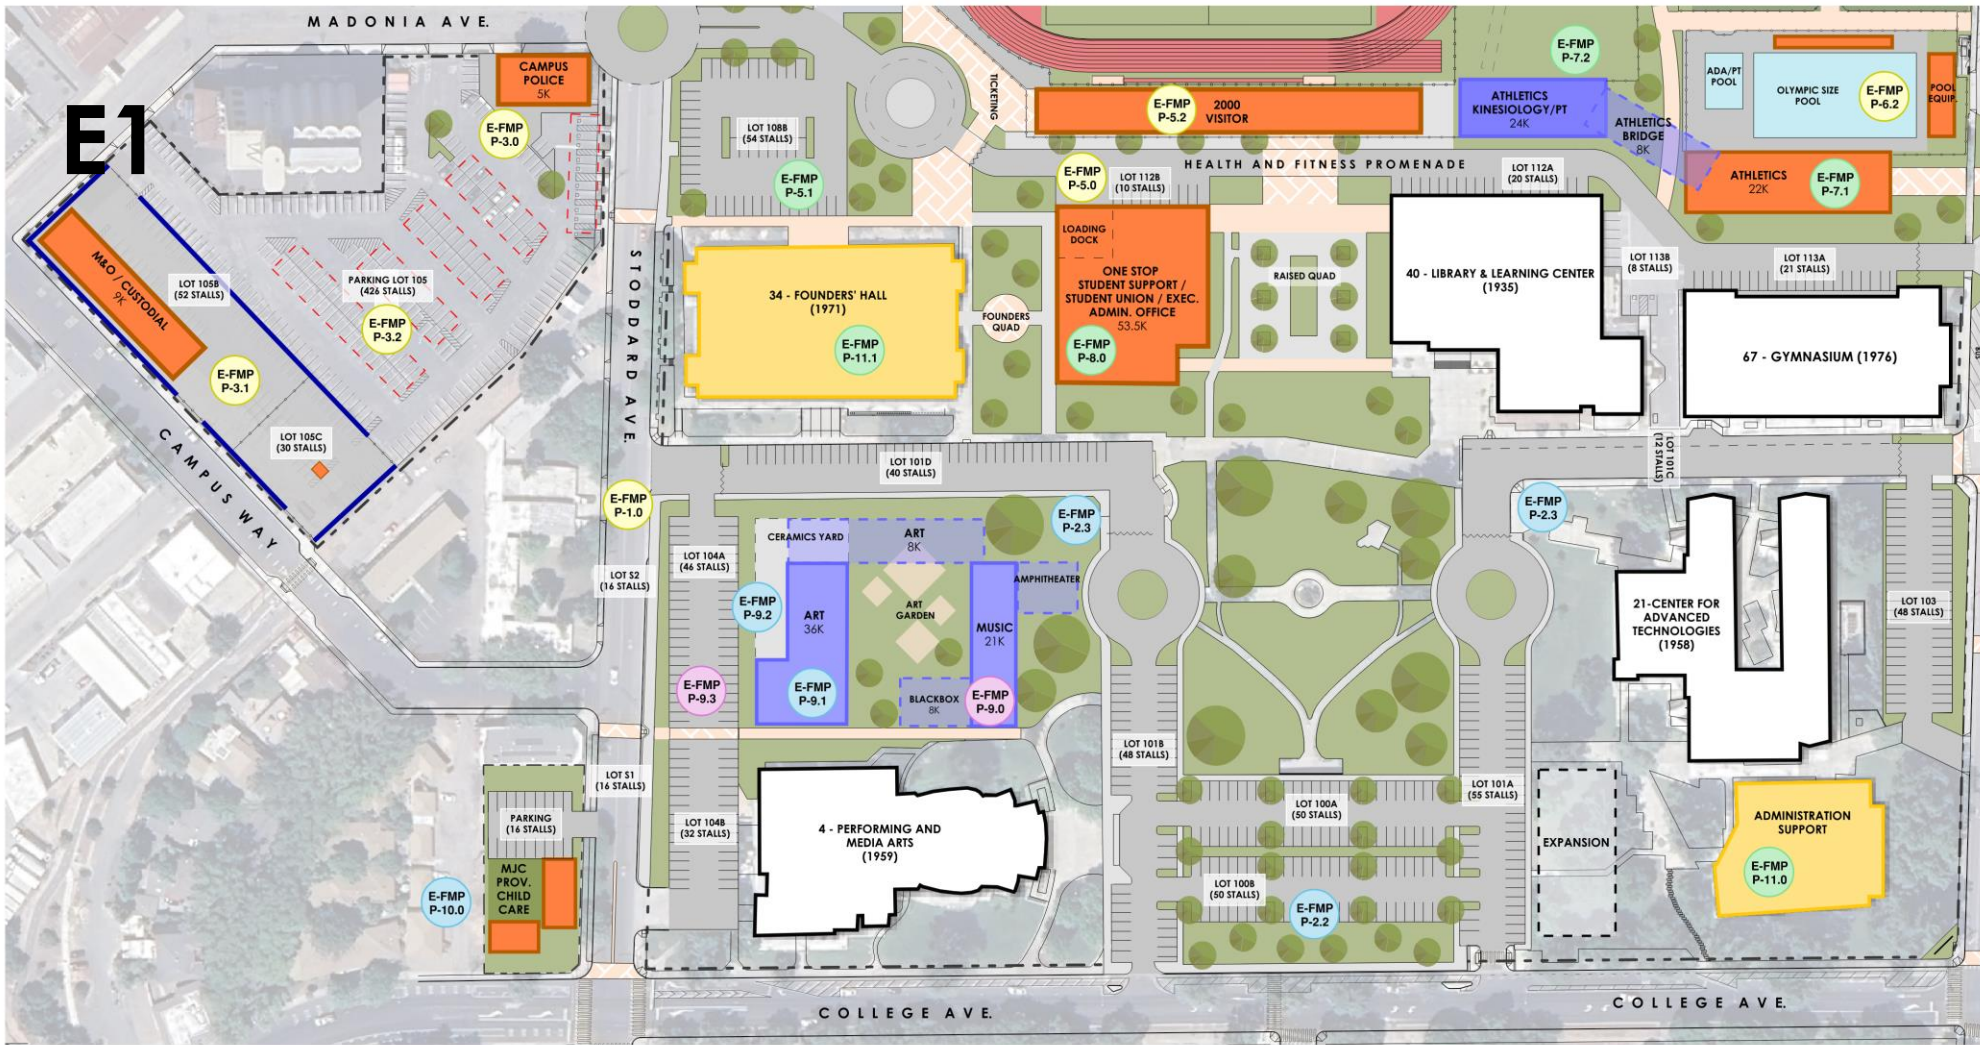 MADONIA AVE.
E1
CAMPUS
POLICE
5K
E-FMP
P-3.0
LOT 108B
(54 STALLS)
E-FMP
P-5.1
TICKETING
E-FMP
P-5.2
2000
VISITOR
E-FMP
P-7.2
ATHLETICS
KINESIOLOGY/PT
24K
ATHLETICS
BRIDGE
8K
ADA/PT
POOL
OLYMPIC SIZE
POOL
E-FMP
P-6.2
POOL
EQUIP.
HEALTH AND FITNESS PROMENADE
E-FMP
P-5.0
LOT 112B
(10 STALLS)
LOT 112A
(20 STALLS)
ATHLETICS
22K
E-FMP
P-7.1
M&O / CUSTODIAL
9K
LOT 105B
(52 STALLS)
PARKING LOT 105
(426 STALLS)
E-FMP
P-3.2
E-FMP
P-3.1
LOT 105C
(30 STALLS)
CAMPUS WAY
STODDARD AVE.
34 - FOUNDERS' HALL
(1971)
E-FMP
P-11.1
FOUNDERS
QUAD
LOADING
DOCK
ONE STOP
STUDENT SUPPORT /
STUDENT UNION / EXEC.
ADMIN. OFFICE
53.5K
E-FMP
P-8.0
RAISED QUAD
40 - LIBRARY & LEARNING CENTER
(1935)
LOT 113B
(8 STALLS)
LOT 113A
(21 STALLS)
67 - GYMNASIUM (1976)
LOT 101D
(40 STALLS)
LOT 101C
(12 STALLS)
E-FMP
P-1.0
E-FMP
P-2.3
E-FMP
P-2.3
CERAMICS YARD
ART
8K
LOT 104A
(46 STALLS)
LOT S2
(16 STALLS)
E-FMP
P-9.2
ART
36K
ART
GARDEN
AMPHITHEATER
MUSIC
21K
E-FMP
P-9.3
E-FMP
P-9.1
BLACKBOX
8K
E-FMP
P-9.0
21-CENTER FOR
ADVANCED
TECHNOLOGIES
(1958)
LOT 103
(48 STALLS)
LOT 101B
(48 STALLS)
LOT S1
(16 STALLS)
LOT 101A
(55 STALLS)
LOT 100A
(50 STALLS)
PARKING
(16 STALLS)
LOT 104B
(32 STALLS)
4 - PERFORMING AND
MEDIA ARTS
(1959)
EXPANSION
ADMINISTRATION
SUPPORT
E-FMP
P-11.0
MJC
PROV.
CHILD
CARE
E-FMP
P-10.0
LOT 100B
(50 STALLS)
E-FMP
P-2.2
COLLEGE AVE.
COLLEGE AVE.